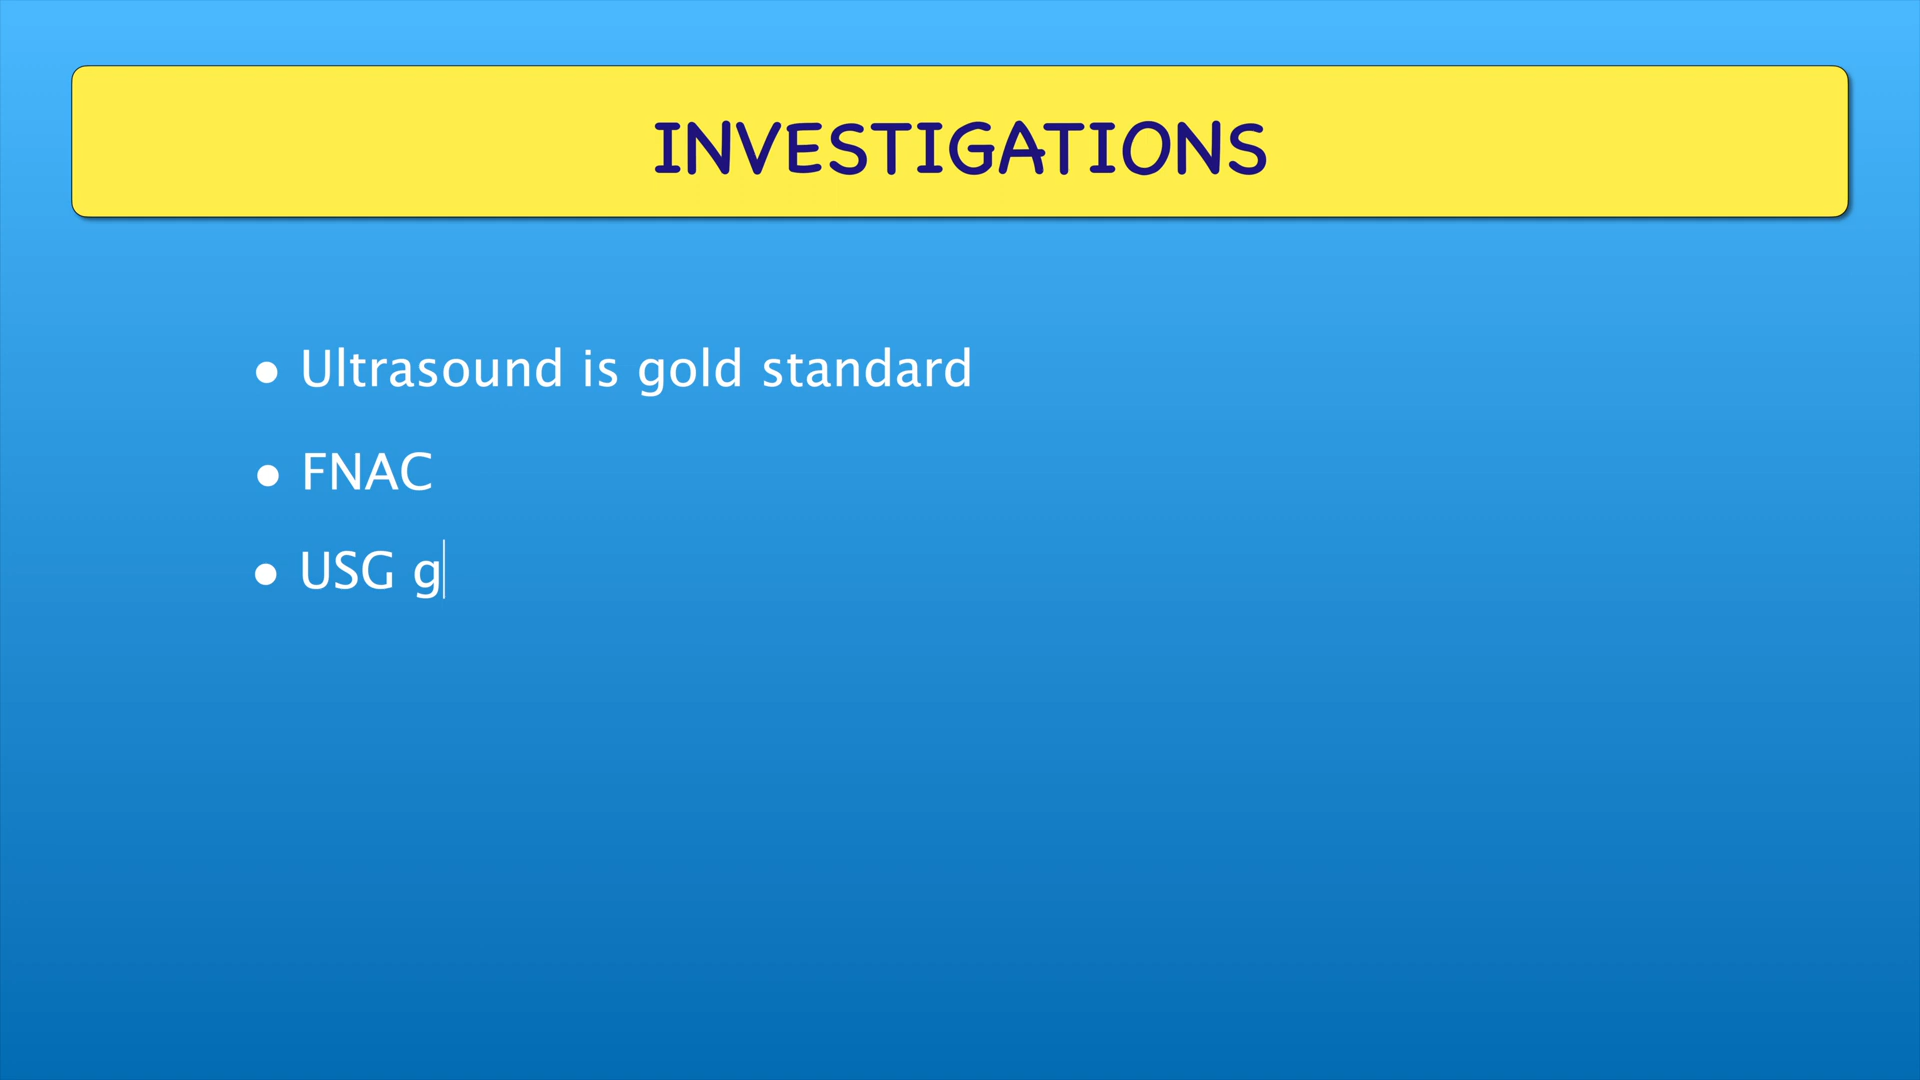 INVESTIGATIONS
• Ultrasound is gold standard
• FNAC
• USG g